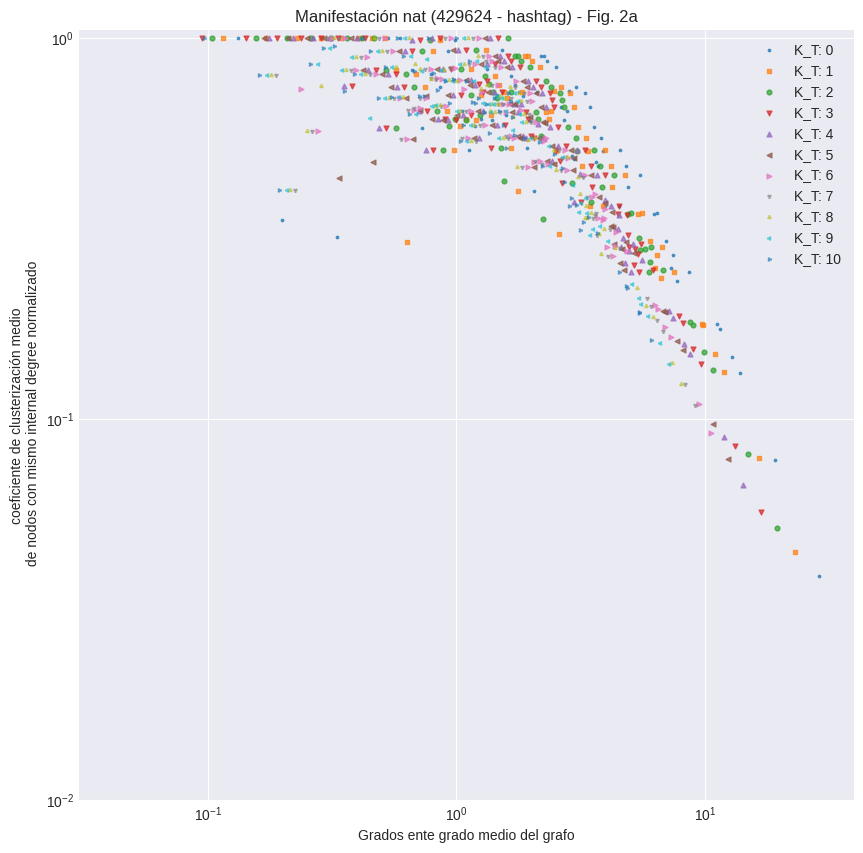 Manifestación nat (429624 - hashtag) - Fig. 2a
10⁰
10⁻¹
10⁻²
coeficiente de clusterización medio
de nodos con mismo internal degree normalizado
K_T: 0
K_T: 1
K_T: 2
K_T: 3
K_T: 4
K_T: 5
K_T: 6
K_T: 7
K_T: 8
K_T: 9
K_T: 10
10⁻¹
10⁰
10¹
Grados ente grado medio del grafo